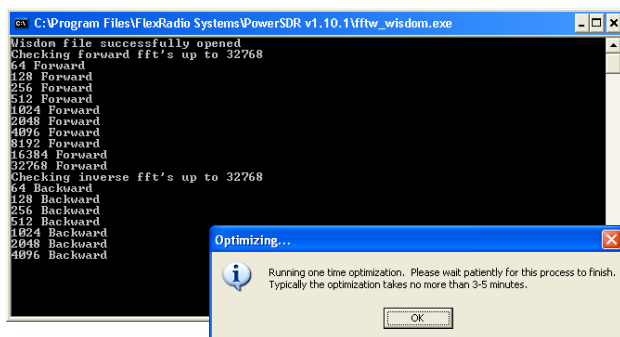 C:\Program Files\FlexRadio Systems\PowerSDR v1.10.1\fftw_wisdom.exe
Wisdom file successfully opened
Checking forward fft's up to 32768
64 Forward
128 Forward
256 Forward
512 Forward
1024 Forward
2048 Forward
4096 Forward
8192 Forward
16384 Forward
32768 Forward
Checking inverse fft's up to 32768
64 Backward
128 Backward
256 Backward
512 Backward
1024 Backward
2048 Backward
4096 Backward
Optimizing...
Running one time optimization. Please wait patiently for this process to finish.
Typically the optimization takes no more than 3-5 minutes.
OK